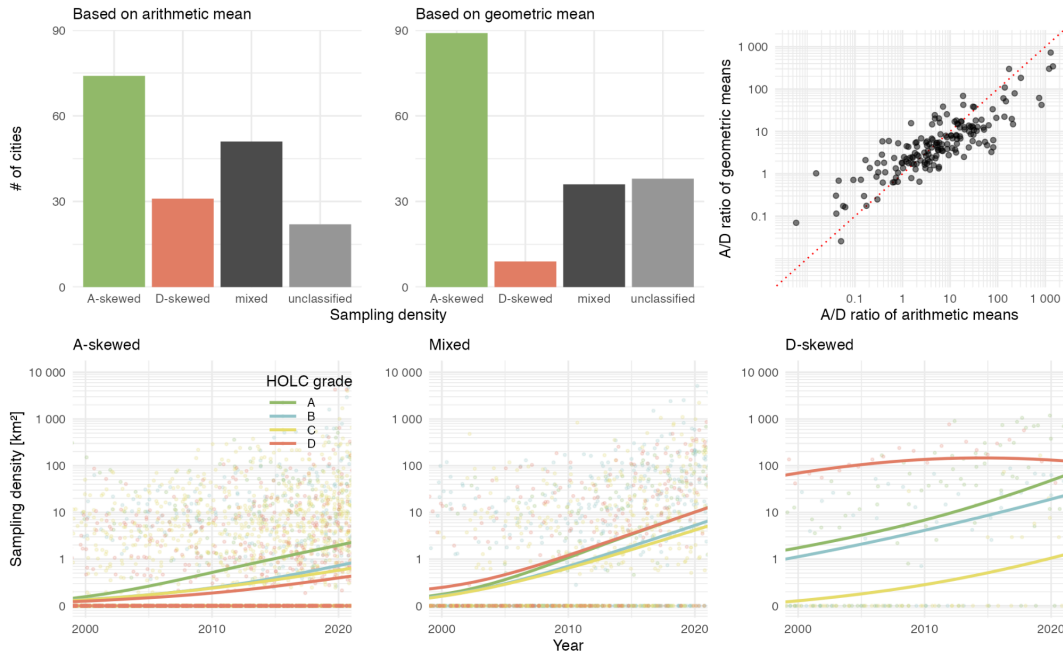 Based on arithmetic mean
Based on geometric mean
# of cities
90
60
30
0
A-skewed D-skewed mixed unclassified
90
60
30
0
A-skewed D-skewed mixed unclassified
Sampling density
A/D ratio of geometric means
1 000
100
10
1
0.1
0.1 1 10 100 1 000
A/D ratio of arithmetic means
A-skewed
Mixed
D-skewed
Sampling density [km²]
10 000
1 000
100
10
1
0
HOLC grade
A
B
C
D
2000 2010 2020
10 000
1 000
100
10
1
0
2000 2010 2020
10 000
1 000
100
10
1
0
2000 2010 2020
Year